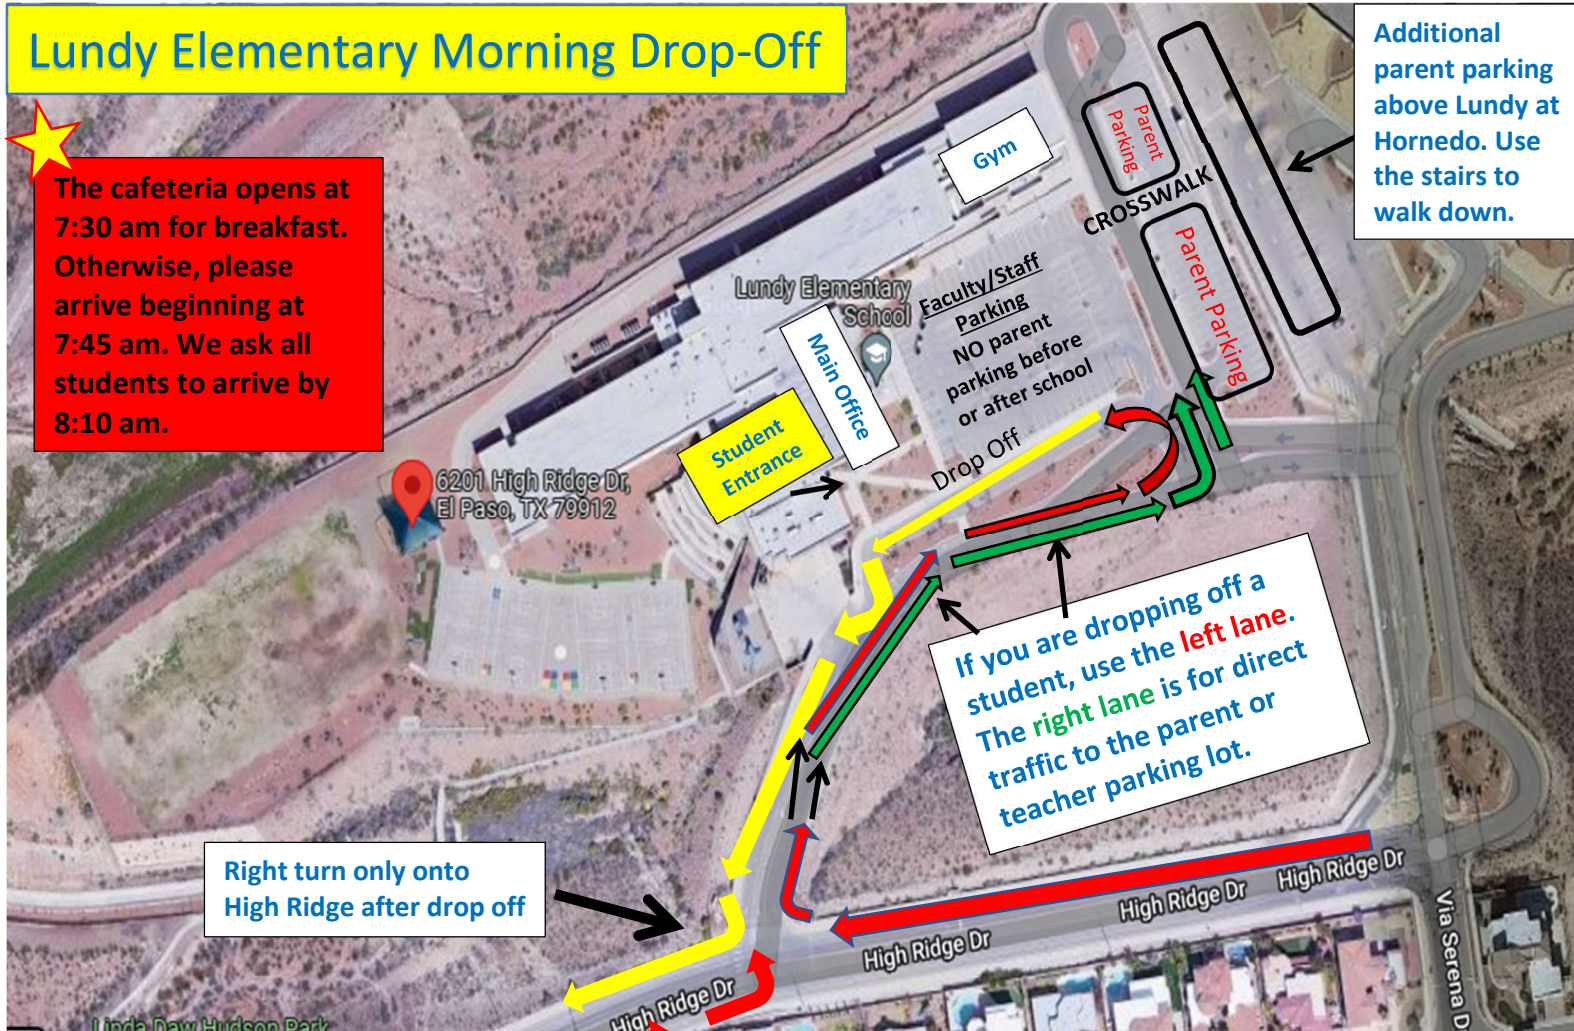 Lundy Elementary Morning Drop-Off
The cafeteria opens at
7:30 am for breakfast.
Otherwise, please
arrive beginning at
7:45 am. We ask all
students to arrive by
8:10 am.
Additional
parent parking
above Lundy at
Hornedo. Use
the stairs to
walk down.
Parent
Parking
Gym
CROSSWALK
Parent Parking
Lundy Elementary
School
Faculty/Staff
Parking
NO parent
parking before
or after school
Main Office
Student
Entrance
Drop Off
6201 High Ridge Dr,
El Paso, TX 79912
If you are dropping off a
student, use the left lane.
The right lane is for direct
traffic to the parent or
teacher parking lot.
Right turn only onto
High Ridge after drop off
High Ridge Dr
High Ridge Dr
High Ridge Dr
High Ridge Dr
Via Serena D
Linda Daw Hudson Park